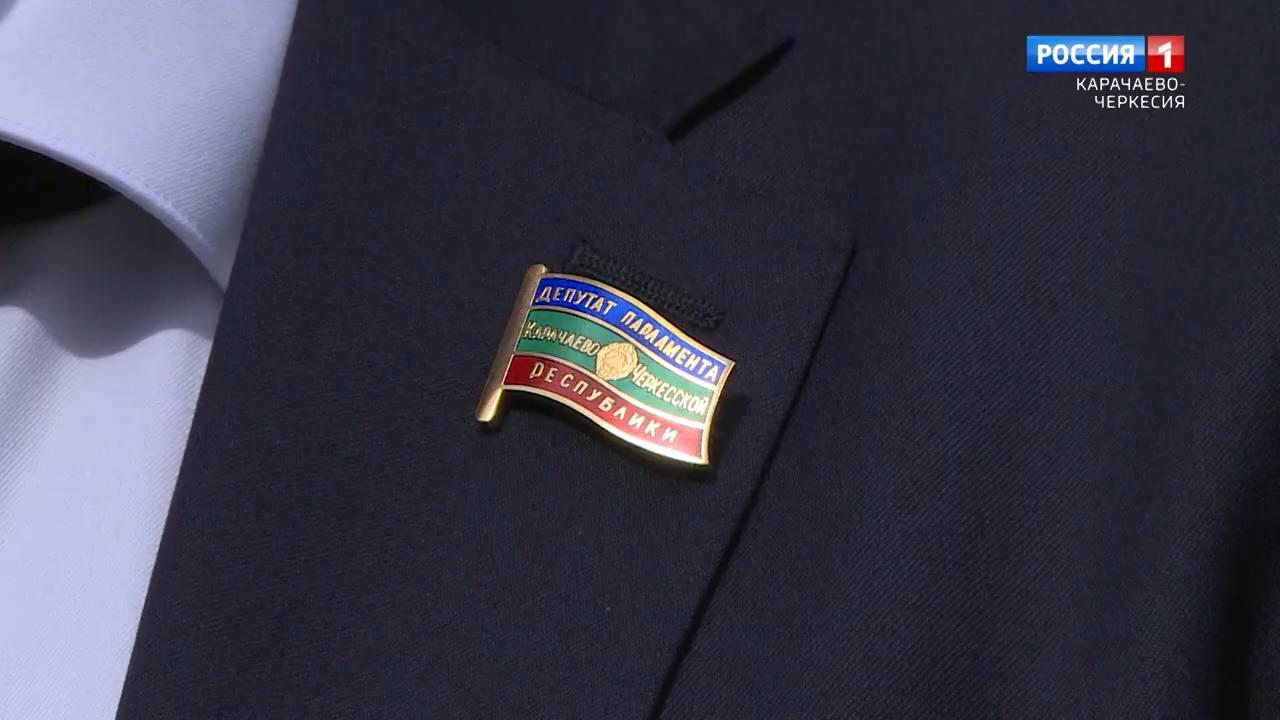 РОССИЯ 1
КАРАЧАЕВО-
ЧЕРКЕСИЯ
ДЕПУТАТ ПАРЛАМЕНТА
КАРАЧАЕВО ЧЕРКЕССКОЙ
РЕСПУБЛИКИ